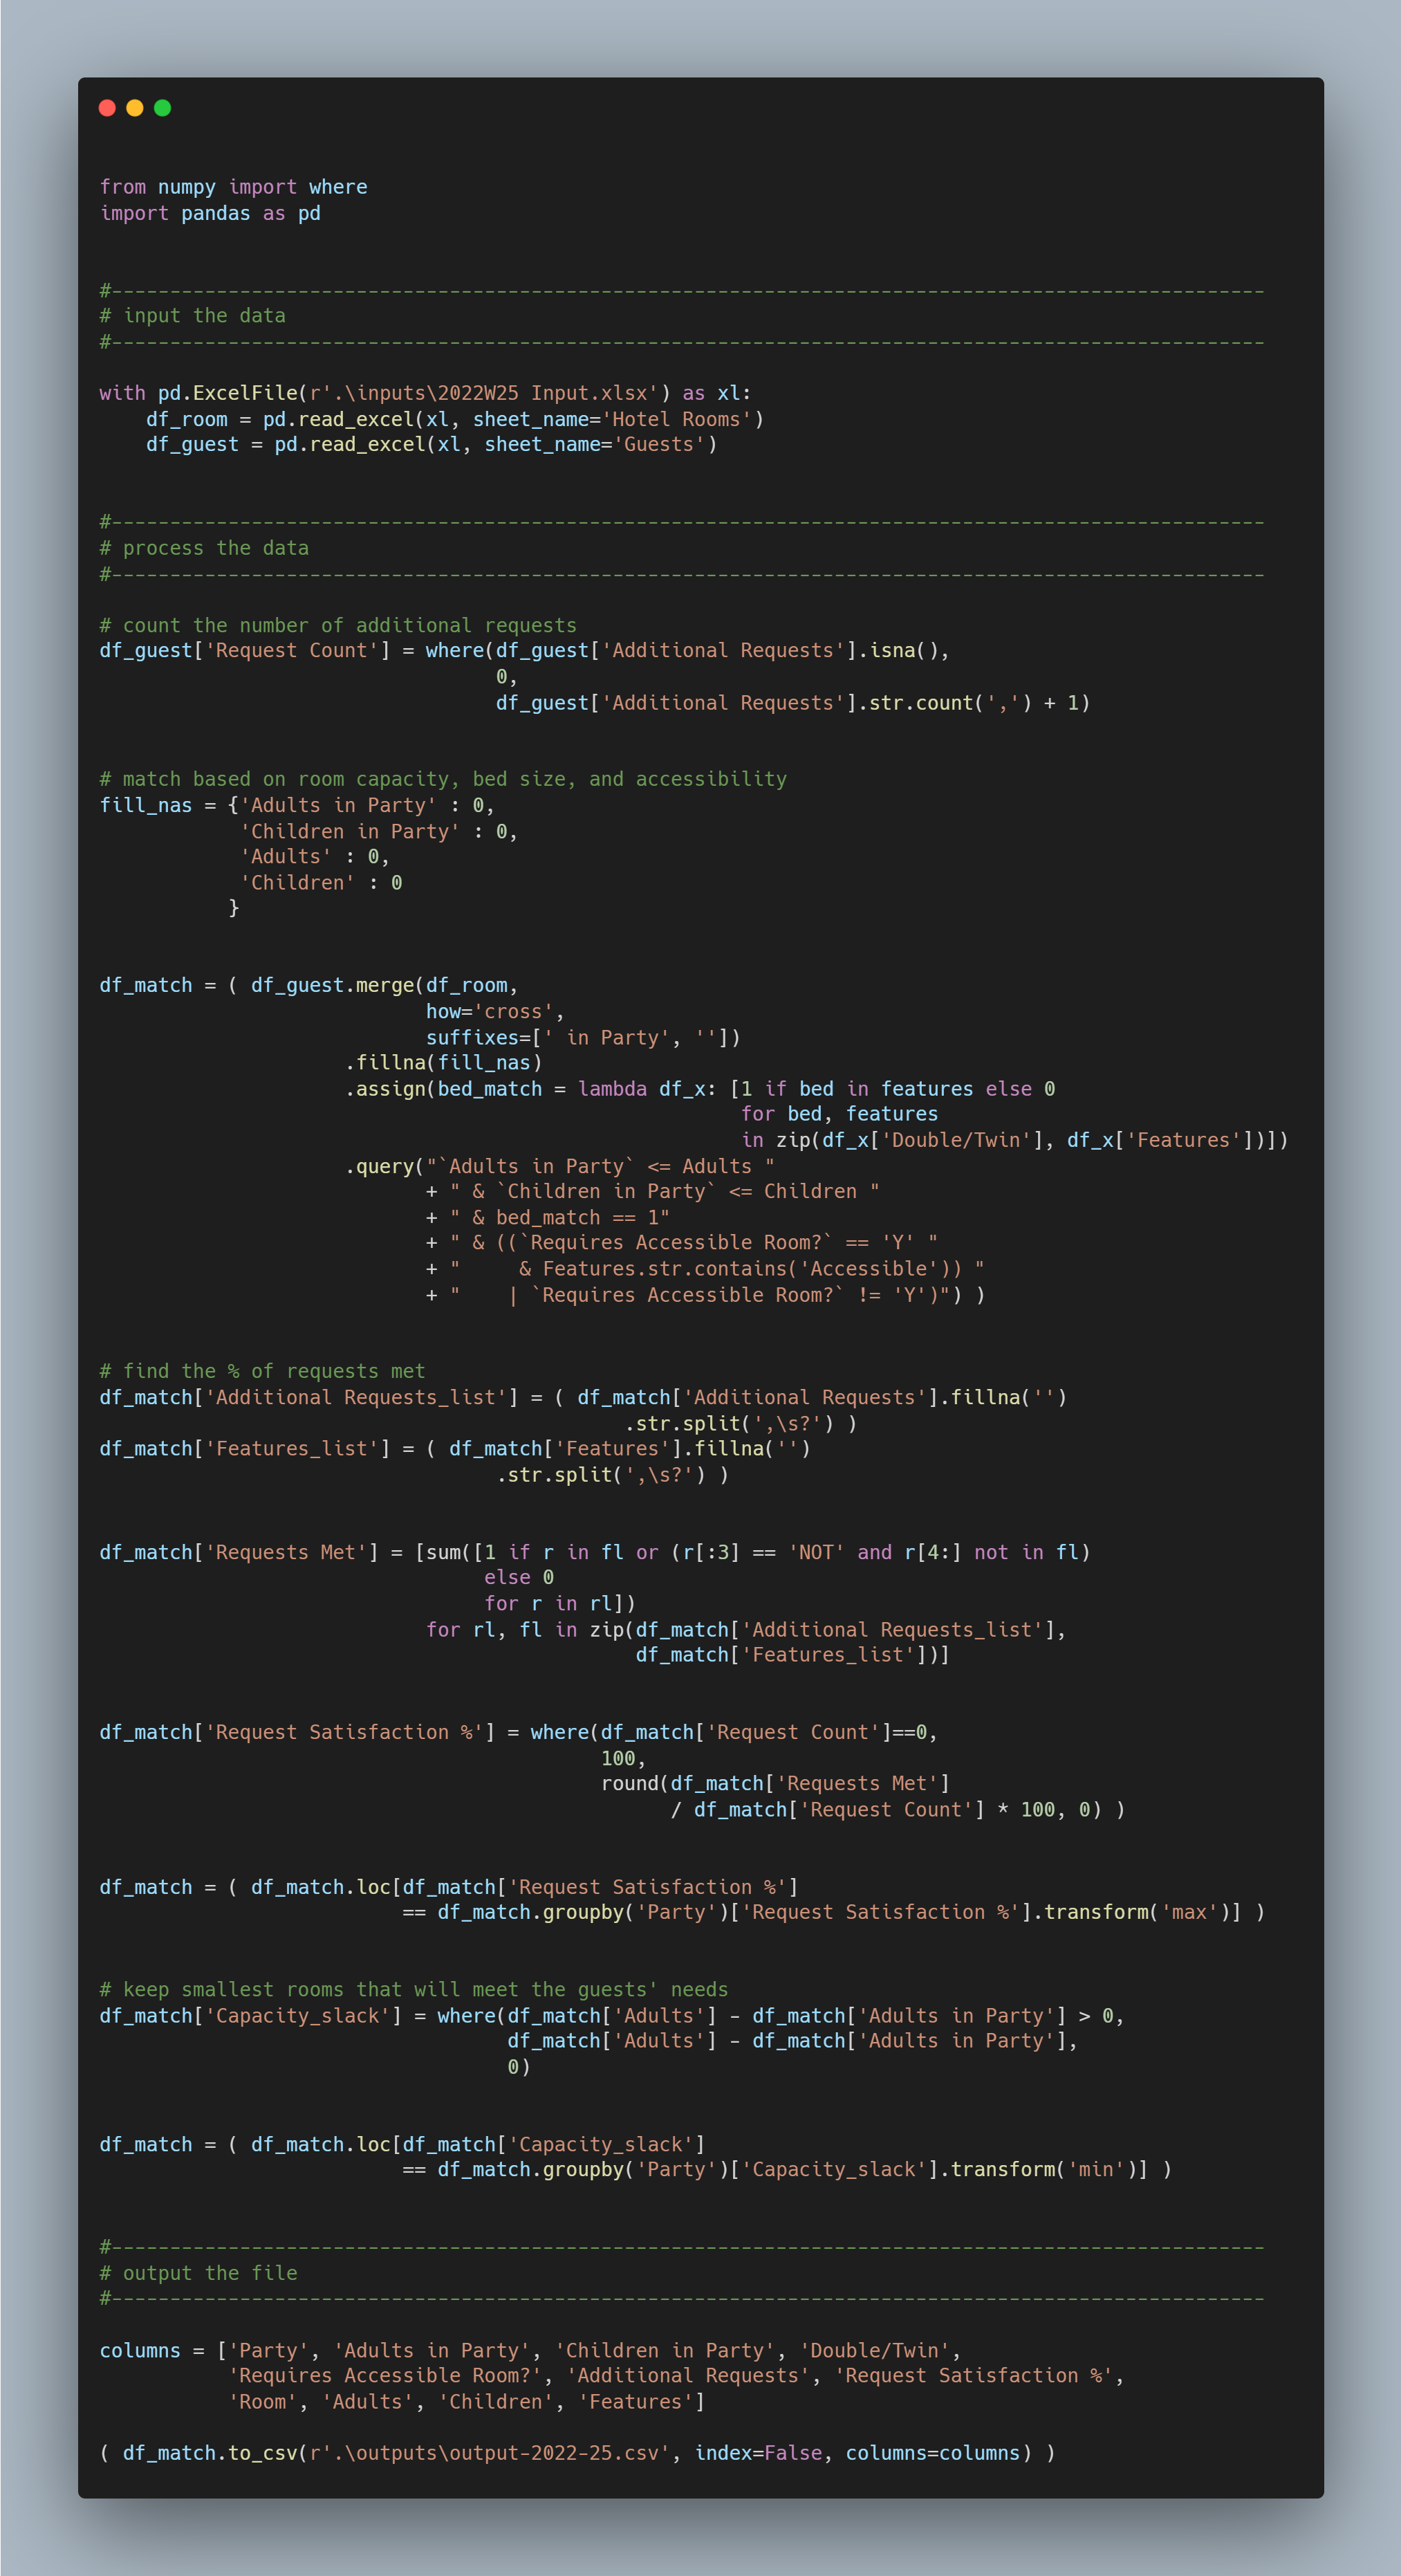 from numpy import where
import pandas as pd
#---------------------------------------------------------------------------------------------------
# input the data
#---------------------------------------------------------------------------------------------------
with pd.ExcelFile(r'.\inputs\2022W25 Input.xlsx') as xl:
    df_room = pd.read_excel(xl, sheet_name='Hotel Rooms')
    df_guest = pd.read_excel(xl, sheet_name='Guests')
#---------------------------------------------------------------------------------------------------
# process the data
#---------------------------------------------------------------------------------------------------
# count the number of additional requests
df_guest['Request Count'] = where(df_guest['Additional Requests'].isna(),
                                  0,
                                  df_guest['Additional Requests'].str.count(',') + 1)
# match based on room capacity, bed size, and accessibility
fill_nas = {'Adults in Party' : 0,
            'Children in Party' : 0,
            'Adults' : 0,
            'Children' : 0
           }
df_match = ( df_guest.merge(df_room,
                            how='cross',
                            suffixes=[' in Party', ''])
                     .fillna(fill_nas)
                     .assign(bed_match = lambda df_x: [1 if bed in features else 0
                                                       for bed, features
                                                       in zip(df_x['Double/Twin'], df_x['Features'])])
                     .query("`Adults in Party` <= Adults "
                            + " & `Children in Party` <= Children "
                            + " & bed_match == 1"
                            + " & ((`Requires Accessible Room?` == 'Y' "
                            + "     & Features.str.contains('Accessible')) "
                            + "    | `Requires Accessible Room?` != 'Y')") )
# find the % of requests met
df_match['Additional Requests_list'] = ( df_match['Additional Requests'].fillna('')
                                             .str.split(',\s?') )
df_match['Features_list'] = ( df_match['Features'].fillna('')
                                  .str.split(',\s?') )
df_match['Requests Met'] = [sum([1 if r in fl or (r[:3] == 'NOT' and r[4:] not in fl)
                                 else 0
                                 for r in rl])
                            for rl, fl in zip(df_match['Additional Requests_list'],
                                              df_match['Features_list'])]
df_match['Request Satisfaction %'] = where(df_match['Request Count']==0,
                                           100,
                                           round(df_match['Requests Met']
                                                 / df_match['Request Count'] * 100, 0) )
df_match = ( df_match.loc[df_match['Request Satisfaction %']
                          == df_match.groupby('Party')['Request Satisfaction %'].transform('max')] )
# keep smallest rooms that will meet the guests' needs
df_match['Capacity_slack'] = where(df_match['Adults'] - df_match['Adults in Party'] > 0,
                                   df_match['Adults'] - df_match['Adults in Party'],
                                   0)
df_match = ( df_match.loc[df_match['Capacity_slack']
                          == df_match.groupby('Party')['Capacity_slack'].transform('min')] )
#---------------------------------------------------------------------------------------------------
# output the file
#---------------------------------------------------------------------------------------------------
columns = ['Party', 'Adults in Party', 'Children in Party', 'Double/Twin',
           'Requires Accessible Room?', 'Additional Requests', 'Request Satisfaction %',
           'Room', 'Adults', 'Children', 'Features']
( df_match.to_csv(r'.\outputs\output-2022-25.csv', index=False, columns=columns) )